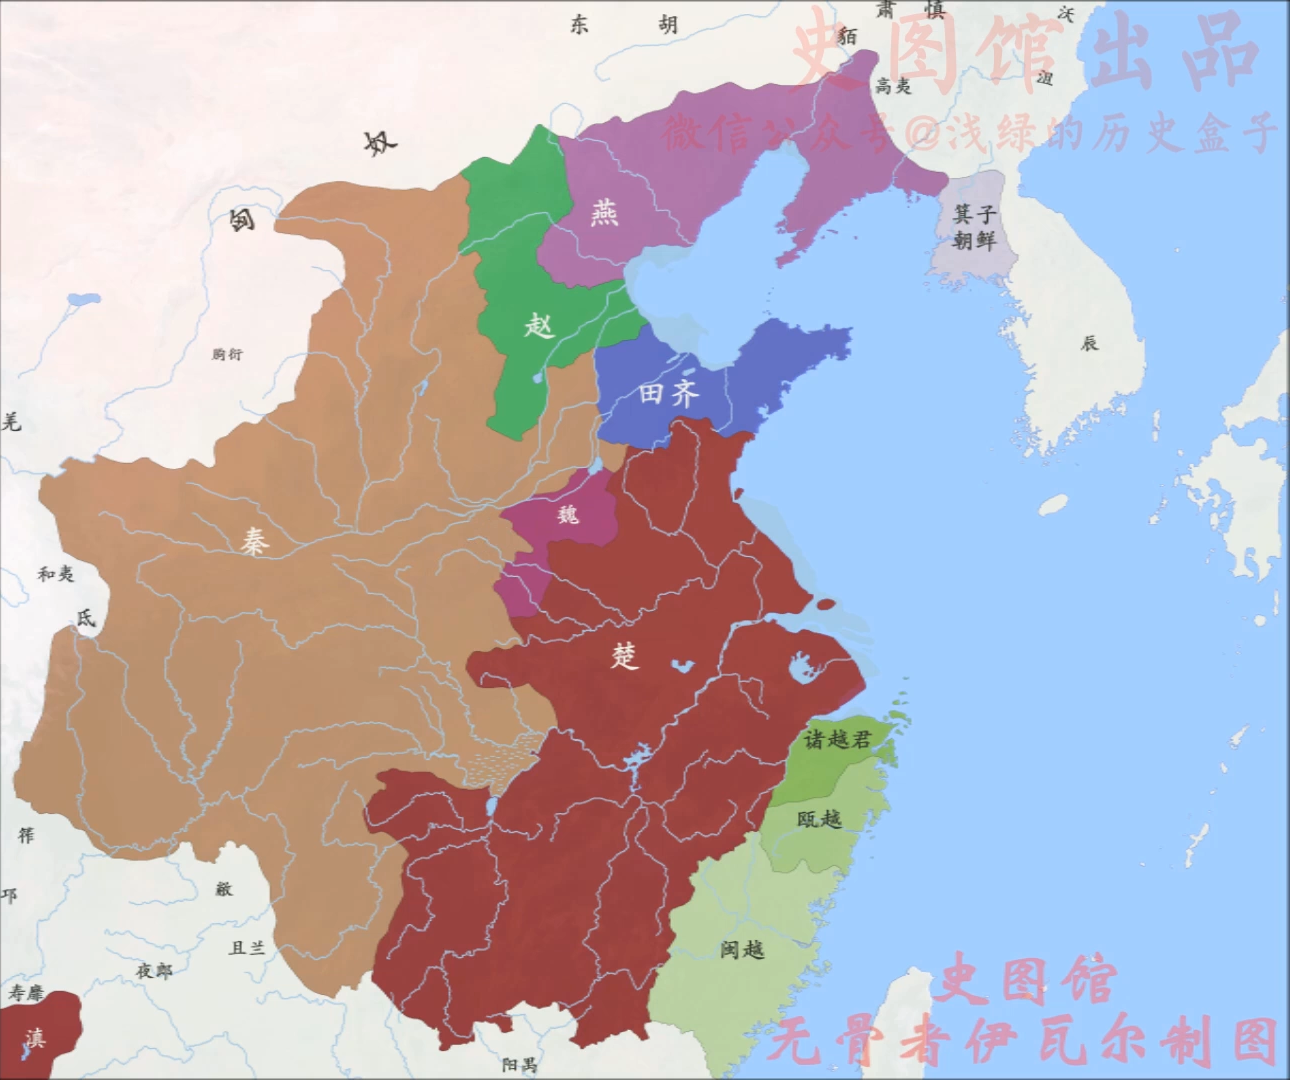 东 胡
肃 慎
沃
沮
貊
高夷
史图馆出品
微信公众号@浅绿的历史盒子
匈
奴
燕
箕子
朝鲜
赵
辰
朐衍
田齐
羌
魏
秦
和夷
氐
楚
诸越君
瓯越
筰
邛
敝
且兰
夜郎
闽越
寿靡
滇
阳禺
史图馆
无骨者伊瓦尔制图